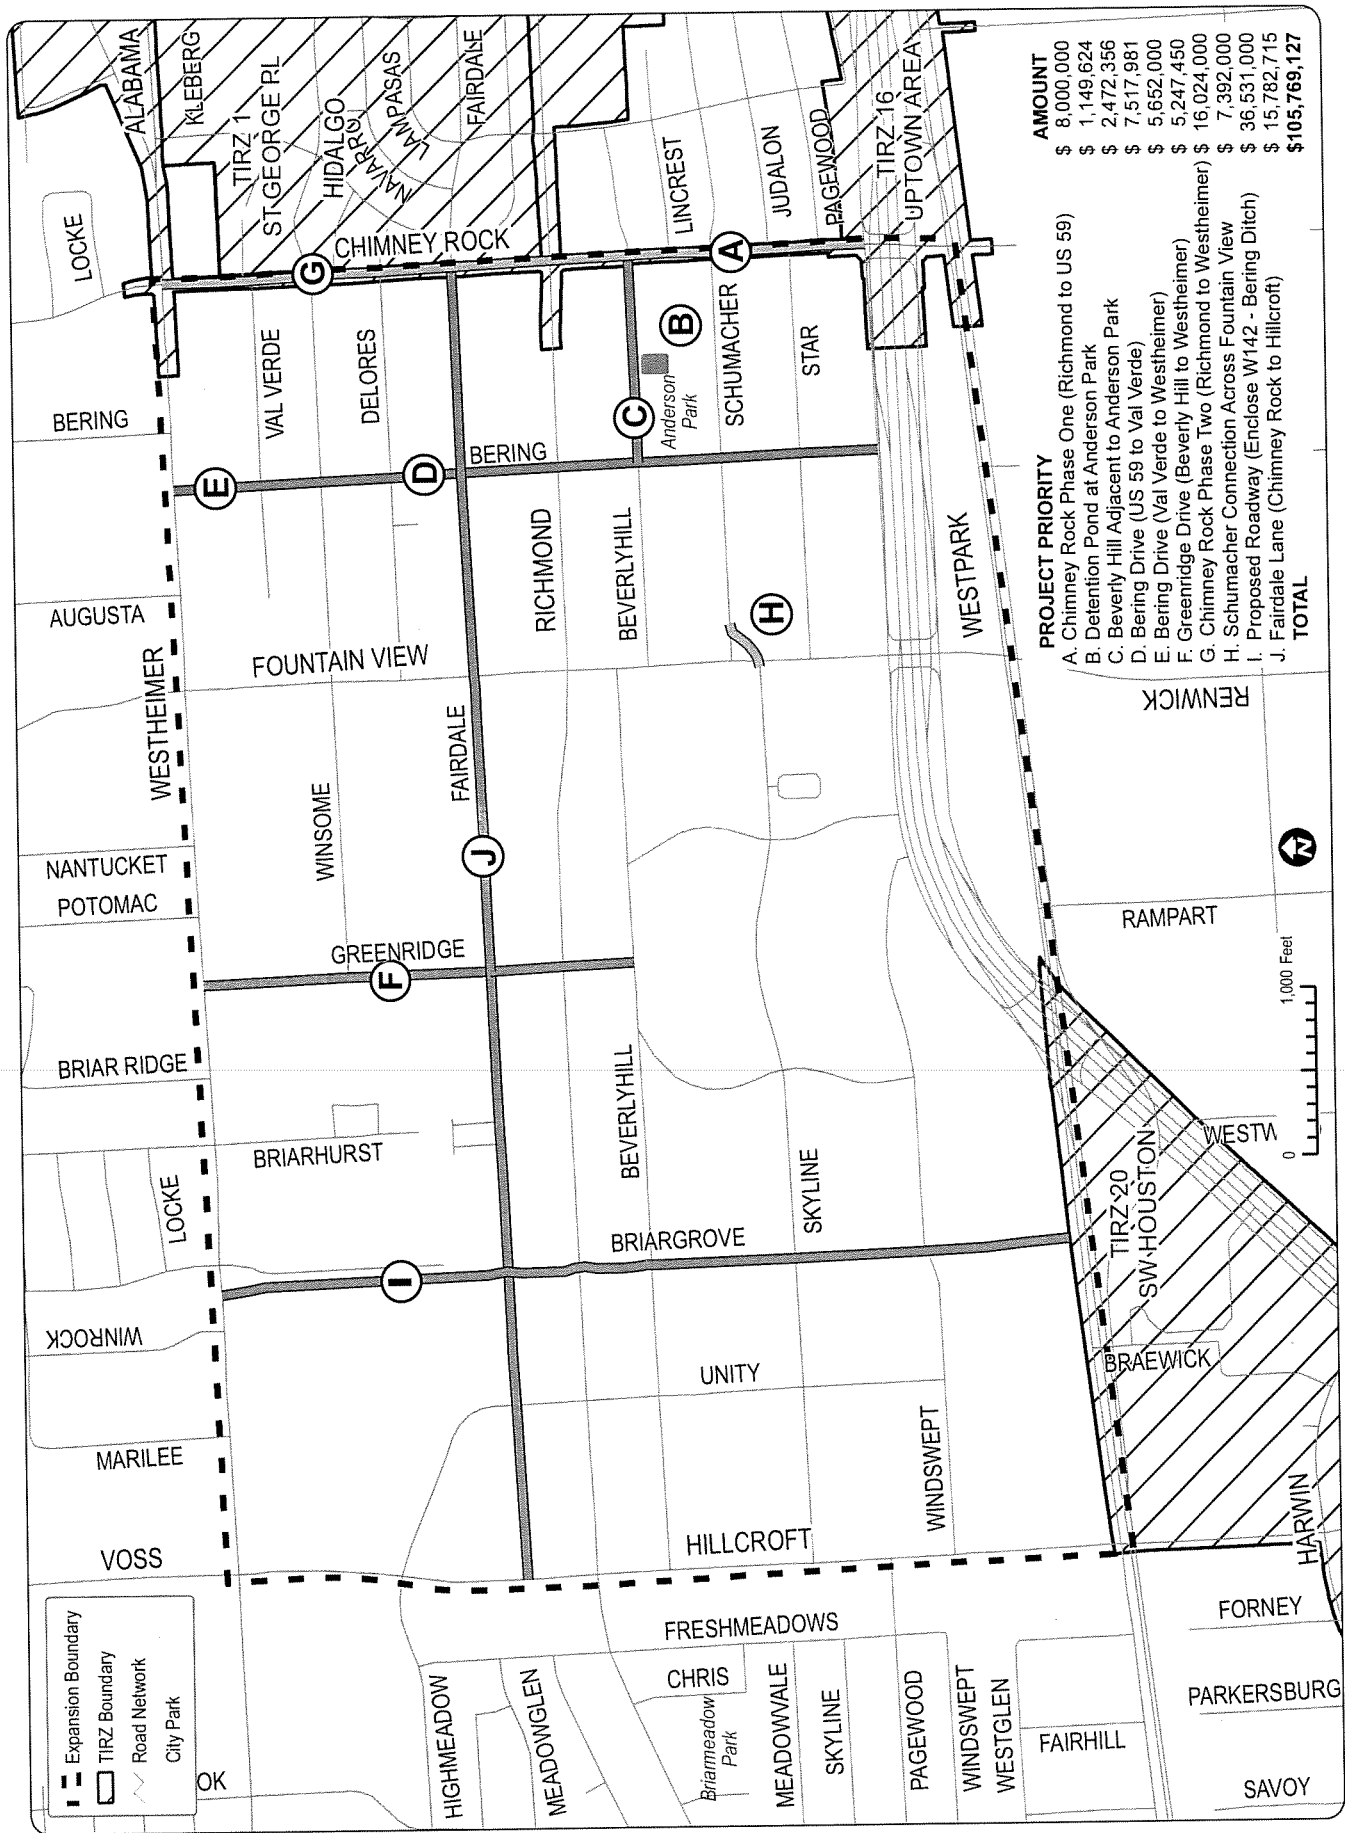 Expansion Boundary
TIRZ Boundary
Road Network
City Park
OK
VOSS
MARILEE
WINROCK
LOCKE
BRIAR RIDGE
POTOMAC
NANTUCKET
AUGUSTA
BERING
LOCKE
ALABAMA
KLEBERG
WESTHEIMER
TIRZ 1
ST GEORGE PL
HIDALGO
NAVARRO
LAMPASAS
FAIRDALE
CHIMNEY ROCK
G
VAL VERDE
DELORES
E
D
BERING
FOUNTAIN VIEW
WINSOME
FAIRDALE
J
GREENRIDGE
F
BRIARHURST
I
HIGHMEADOW
MEADOWGLEN
RICHMOND
BEVERLYHILL
BEVERLYHILL
C
Anderson
Park
B
A
LINCREST
JUDALON
PAGEWOOD
TIRZ 16
UPTOWN AREA
SCHUMACHER
STAR
H
BRIARGROVE
SKYLINE
UNITY
WINDSWEPT
HILLCROFT
FRESHMEADOWS
CHRIS
Briarmeadow
Park
MEADOWVALE
SKYLINE
PAGEWOOD
WINDSWEPT
WESTGLEN
FAIRHILL
WESTPARK
RENWICK
RAMPART
TIRZ 20
SW HOUSTON
WESTW
BRAEWICK
HARWIN
FORNEY
PARKERSBURG
SAVOY
0 1,000 Feet
N
PROJECT PRIORITY AMOUNT
A. Chimney Rock Phase One (Richmond to US 59) $ 8,000,000
B. Detention Pond at Anderson Park $ 1,149,624
C. Beverly Hill Adjacent to Anderson Park $ 2,472,356
D. Bering Drive (US 59 to Val Verde) $ 7,517,981
E. Bering Drive (Val Verde to Westheimer) $ 5,652,000
F. Greenridge Drive (Beverly Hill to Westheimer) $ 5,247,450
G. Chimney Rock Phase Two (Richmond to Westheimer) $ 16,024,000
H. Schumacher Connection Across Fountain View $ 7,392,000
I. Proposed Roadway (Enclose W142 - Bering Ditch) $ 36,531,000
J. Fairdale Lane (Chimney Rock to Hillcroft) $ 15,782,715
TOTAL $105,769,127